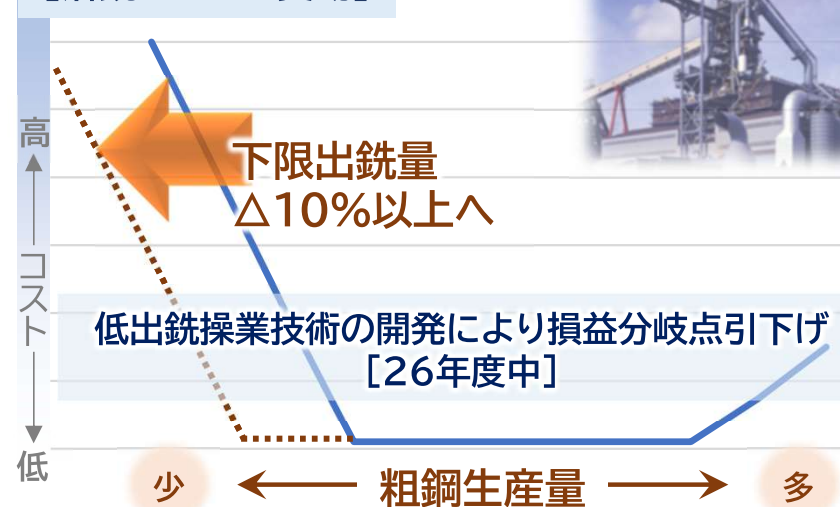 高
下限出銑量
△10%以上へ
コスト
低出銑操業技術の開発により損益分岐点引下げ
[26年度中]
低
少
粗鋼生産量
多